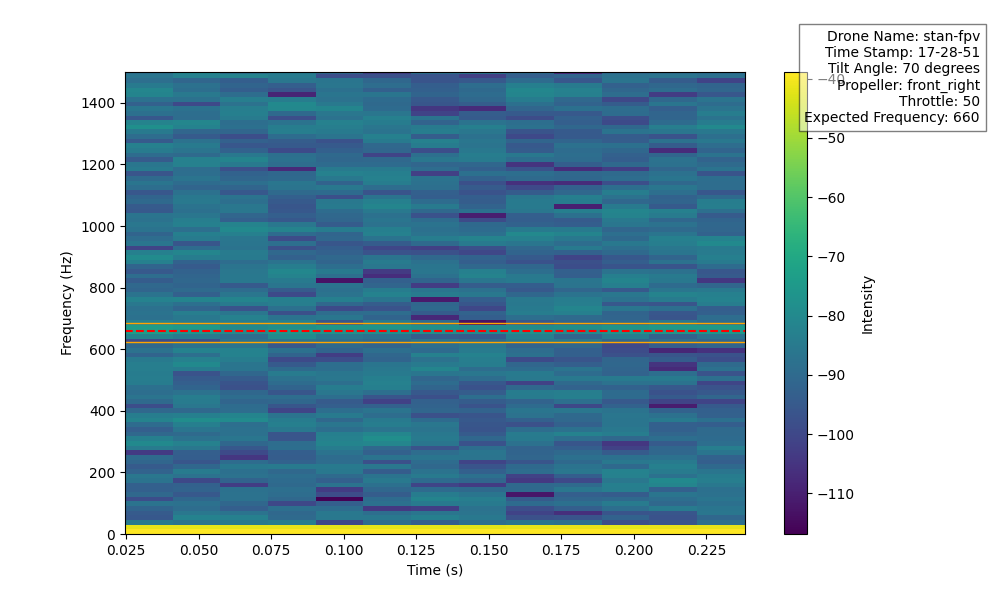 Drone Name: stan-fpv
Time Stamp: 17-28-51
Tilt Angle: 70 degrees
Propeller: front_right
Throttle: 50
Expected Frequency: 660
1400
1200
1000
800
600
400
200
0
Frequency (Hz)
0.025
0.050
0.075
0.100
0.125
0.150
0.175
0.200
0.225
Time (s)
−40
−50
−60
−70
−80
−90
−100
−110
Intensity